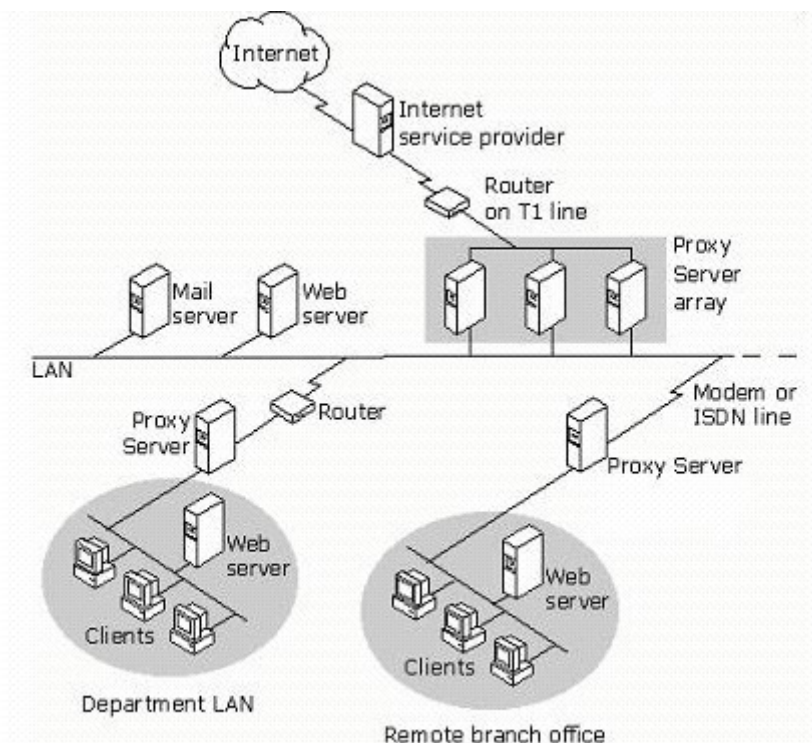 Internet
Internet
service provider
Router
on T1 line
Proxy
Server
array
Mail
server
Web
server
LAN
Modem or
ISDN line
Router
Proxy
Server
Proxy Server
Web
server
Clients
Web
server
Clients
Department LAN
Remote branch office